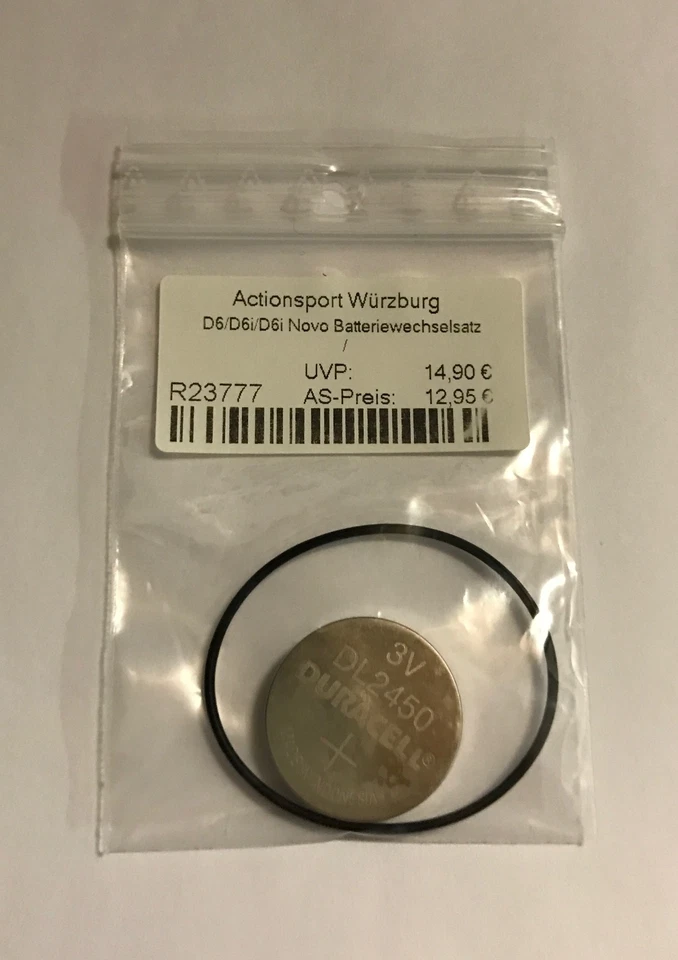 Actionsport Würzburg
D6/D6i/D6i Novo Batteriewechselsatz
/
UVP: 14,90 €
R23777 AS-Preis: 12,95 €
3V
DL2450
DURACELL®
+